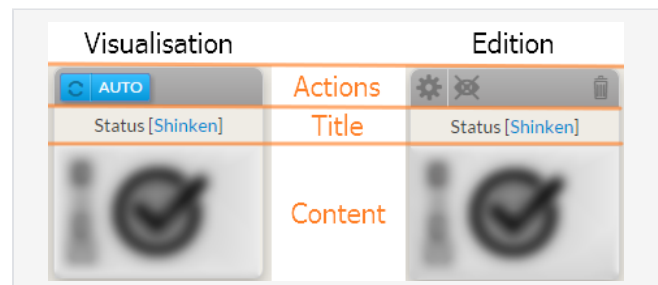 Visualisation
Edition
AUTO
Actions
Status [Shinken]
Title
Status [Shinken]
Content